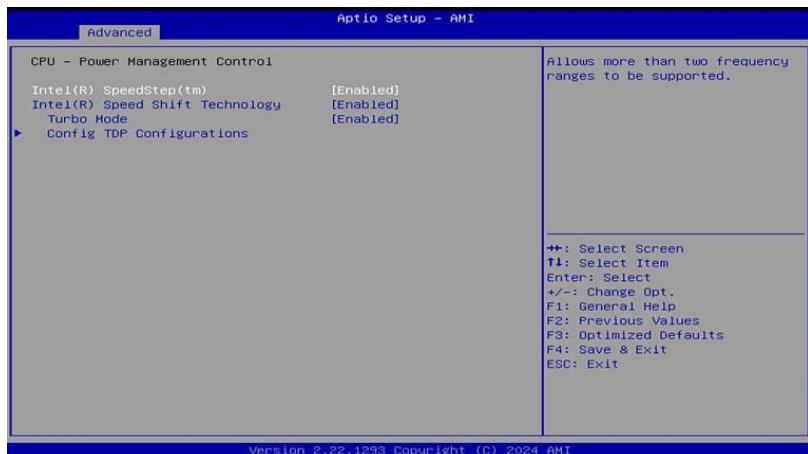 Aptio Setup - AMI
Advanced
CPU - Power Management Control
Intel(R) SpeedStep(tm) [Enabled]
Intel(R) Speed Shift Technology [Enabled]
Turbo Mode [Enabled]
▶ Config TDP Configurations
Allows more than two frequency
ranges to be supported.
→←: Select Screen
↑↓: Select Item
Enter: Select
+/-: Change Opt.
F1: General Help
F2: Previous Values
F3: Optimized Defaults
F4: Save & Exit
ESC: Exit
Version 2.22.1293 Copyright (C) 2024 AMI